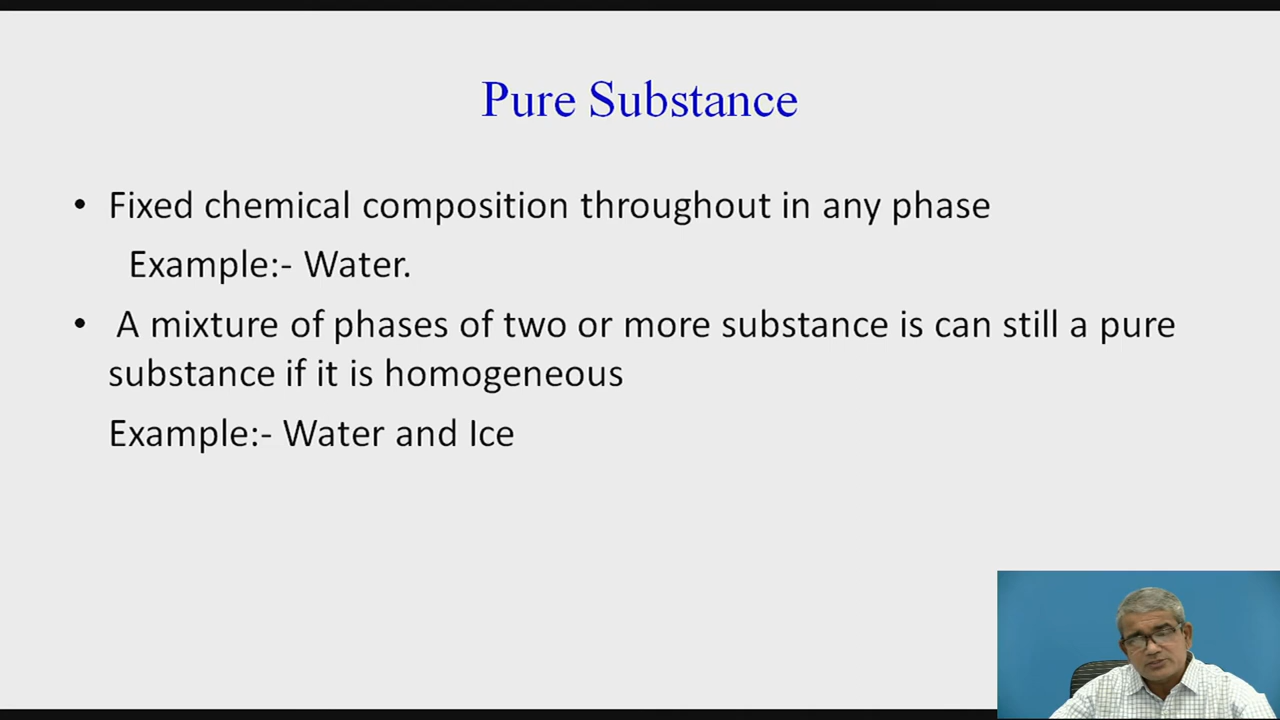 Pure Substance
• Fixed chemical composition throughout in any phase
Example:- Water.
• A mixture of phases of two or more substance is can still a pure
substance if it is homogeneous
Example:- Water and Ice